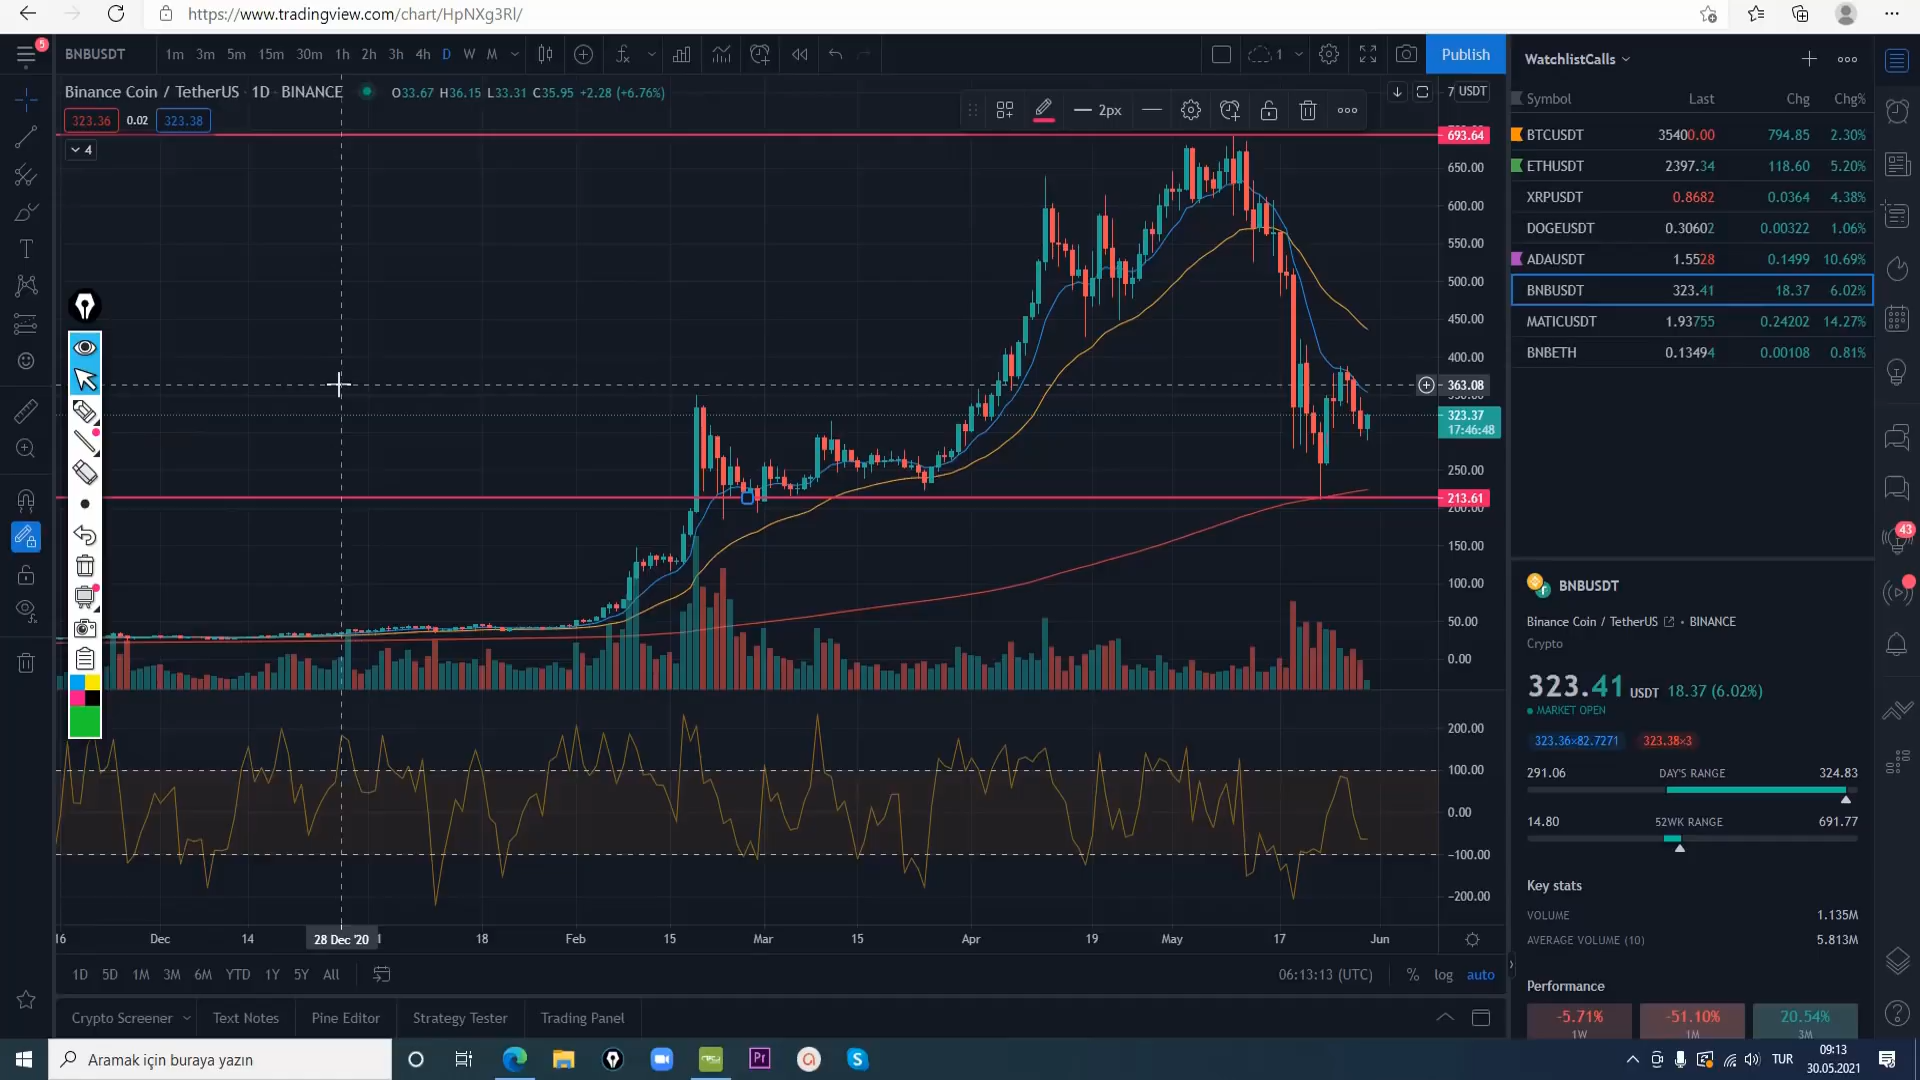 https://www.tradingview.com/chart/HpNXg3Rl/
5
BNBUSDT 1m 3m 5m 15m 30m 1h 2h 3h 4h D W M 1 Publish
Binance Coin / TetherUS 1D BINANCE O33.67 H36.15 L33.31 C35.95 +2.28 (+6.76%)
323.36 0.02 323.38
4
2px
7 USDT
693.64
650.00
600.00
550.00
500.00
450.00
400.00
363.08
323.37
17:46:48
250.00
213.61
200.00
150.00
100.00
50.00
0.00
200.00
100.00
0.00
−100.00
−200.00
16 Dec 14 28 Dec '20 18 Feb 15 Mar 15 Apr 19 May 17 Jun
1D 5D 1M 3M 6M YTD 1Y 5Y All 06:13:13 (UTC) % log auto
Crypto Screener Text Notes Pine Editor Strategy Tester Trading Panel
WatchlistCalls
Symbol Last Chg Chg%
BTCUSDT 35400.00 794.85 2.30%
ETHUSDT 2397.34 118.60 5.20%
XRPUSDT 0.8682 0.0364 4.38%
DOGEUSDT 0.30602 0.00322 1.06%
ADAUSDT 1.5528 0.1499 10.69%
BNBUSDT 323.41 18.37 6.02%
MATICUSDT 1.93755 0.24202 14.27%
BNBETH 0.13494 0.00108 0.81%
43
BNBUSDT
Binance Coin / TetherUS • BINANCE
Crypto
323.41 USDT 18.37 (6.02%)
MARKET OPEN
323.36×82.7271 323.38×3
291.06 DAY'S RANGE 324.83
14.80 52WK RANGE 691.77
Key stats
VOLUME 1.135M
AVERAGE VOLUME (10) 5.813M
Performance
-5.71% -51.10% 20.54%
1W 1M 3M
Aramak için buraya yazın
Pr
TUR
09:13
30.05.2021